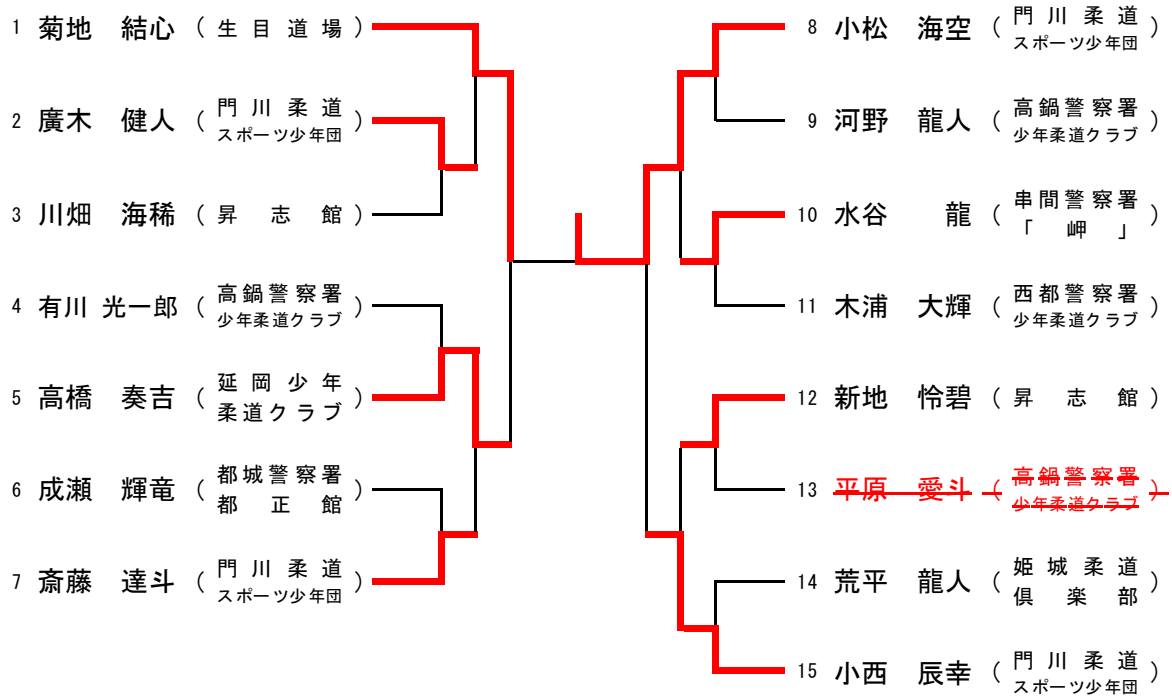 1 菊地 結心 ( 生目道場 )
2 廣木 健人 ( 門川柔道
スポーツ少年団 )
3 川畑 海稀 ( 昇志館 )
4 有川 光一郎 ( 高鍋警察署
少年柔道クラブ )
5 高橋 奏吉 ( 延岡少年
柔道クラブ )
6 成瀬 輝竜 ( 都城警察署
都正館 )
7 斎藤 達斗 ( 門川柔道
スポーツ少年団 )
8 小松 海空 ( 門川柔道
スポーツ少年団 )
9 河野 龍人 ( 高鍋警察署
少年柔道クラブ )
10 水谷 龍 ( 串間警察署
「岬」 )
11 木浦 大輝 ( 西都警察署
少年柔道クラブ )
12 新地 怜碧 ( 昇志館 )
13 平原 愛斗 ( 高鍋警察署
少年柔道クラブ )
14 荒平 龍人 ( 姫城柔道
倶楽部 )
15 小西 辰幸 ( 門川柔道
スポーツ少年団 )